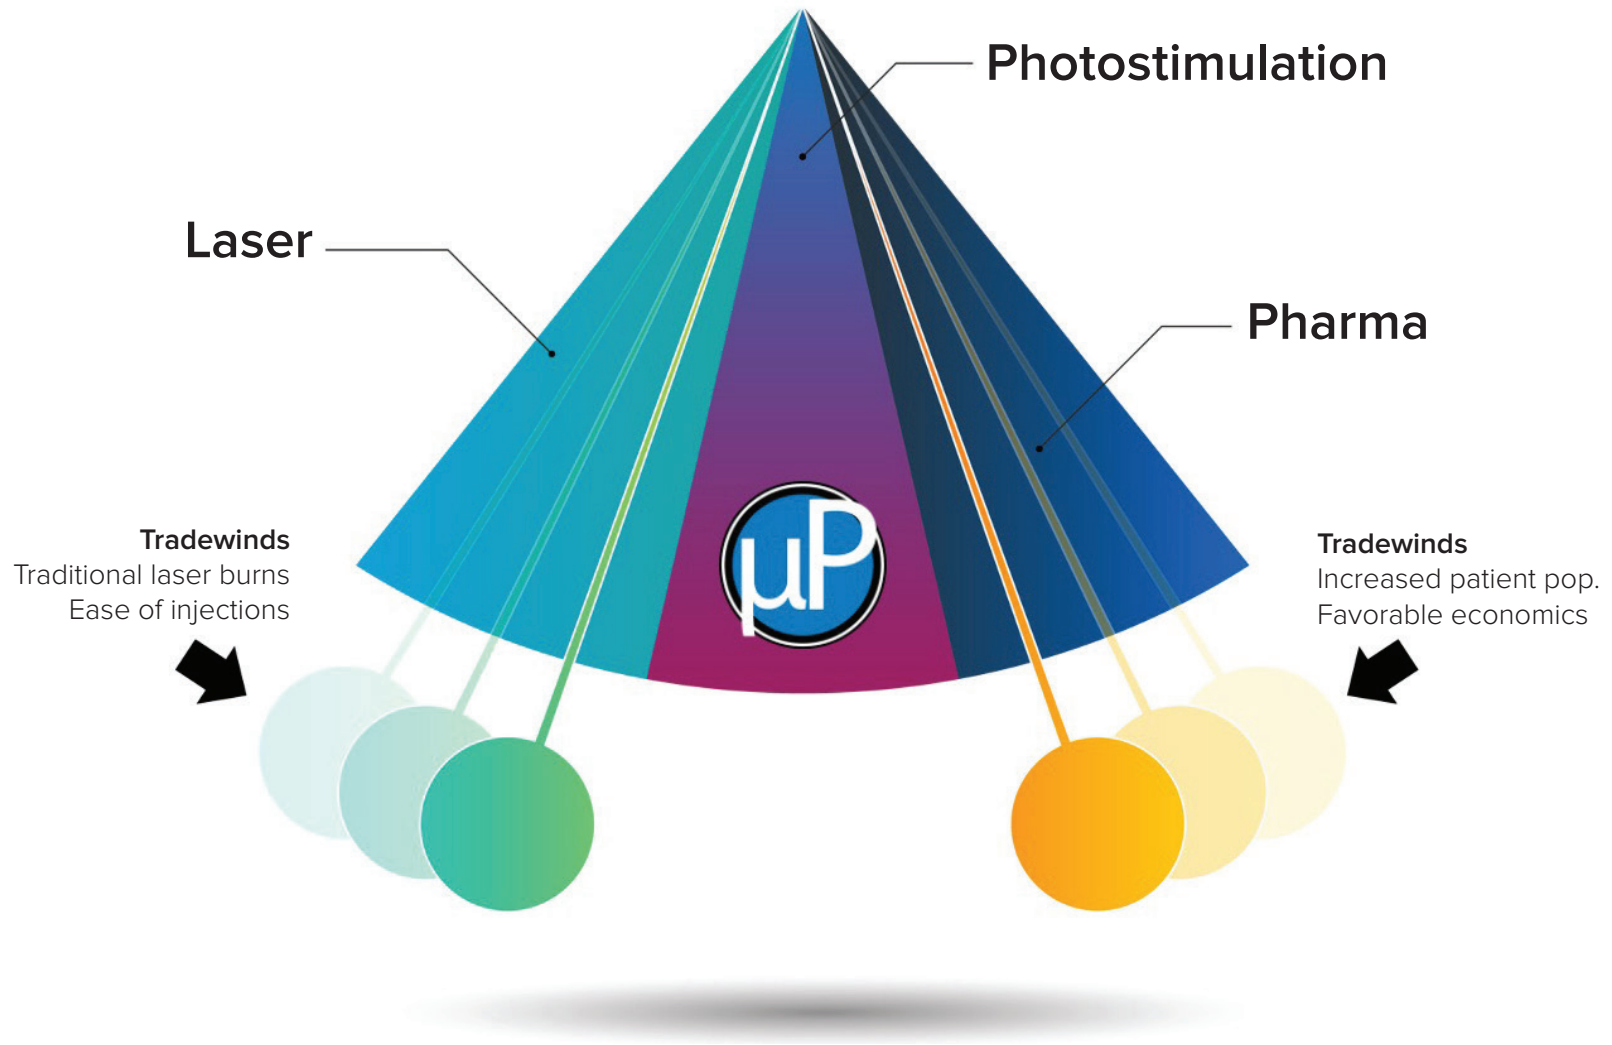 Photostimulation
Laser
Pharma
Tradewinds
Traditional laser burns
Ease of injections
µP
Tradewinds
Increased patient pop.
Favorable economics